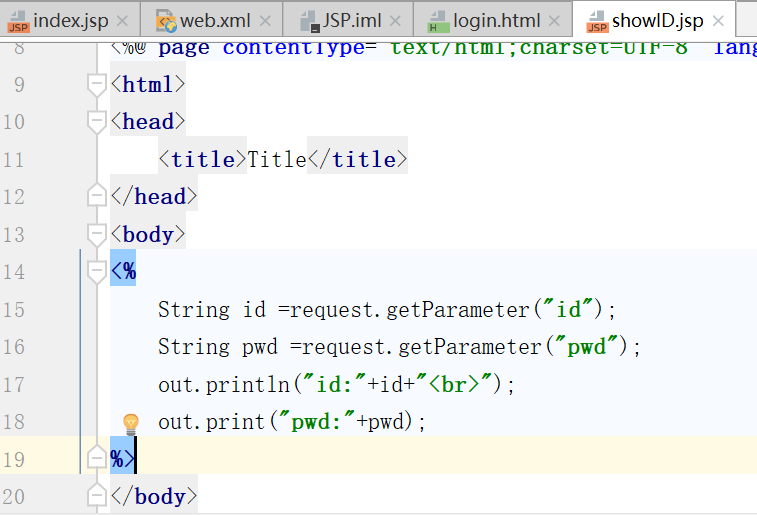 index.jsp web.xml JSP.iml login.html showID.jsp
8 <%@ page contentType="text/html;charset=UTF-8" lang
9 <html>
10 <head>
11 <title>Title</title>
12 </head>
13 <body>
14 <%
15 String id =request.getParameter("id");
16 String pwd =request.getParameter("pwd");
17 out.println("id:"+id+"<br>");
18 out.print("pwd:"+pwd);
19 %>
20 </body>